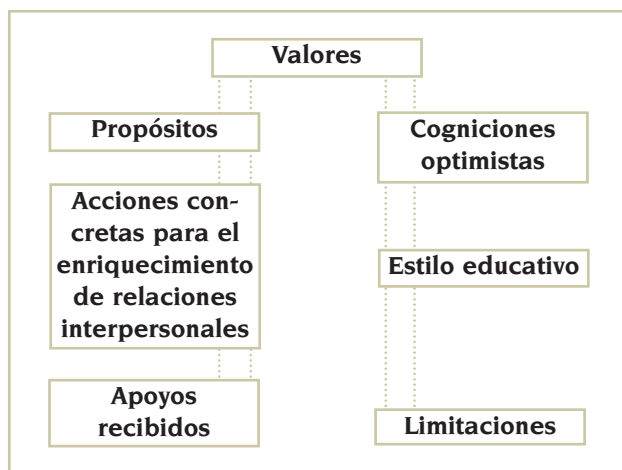 Valores
Propósitos
Cogniciones
optimistas
Acciones con-
cretas para el
enriquecimiento
de relaciones
interpersonales
Estilo educativo
Apoyos
recibidos
Limitaciones